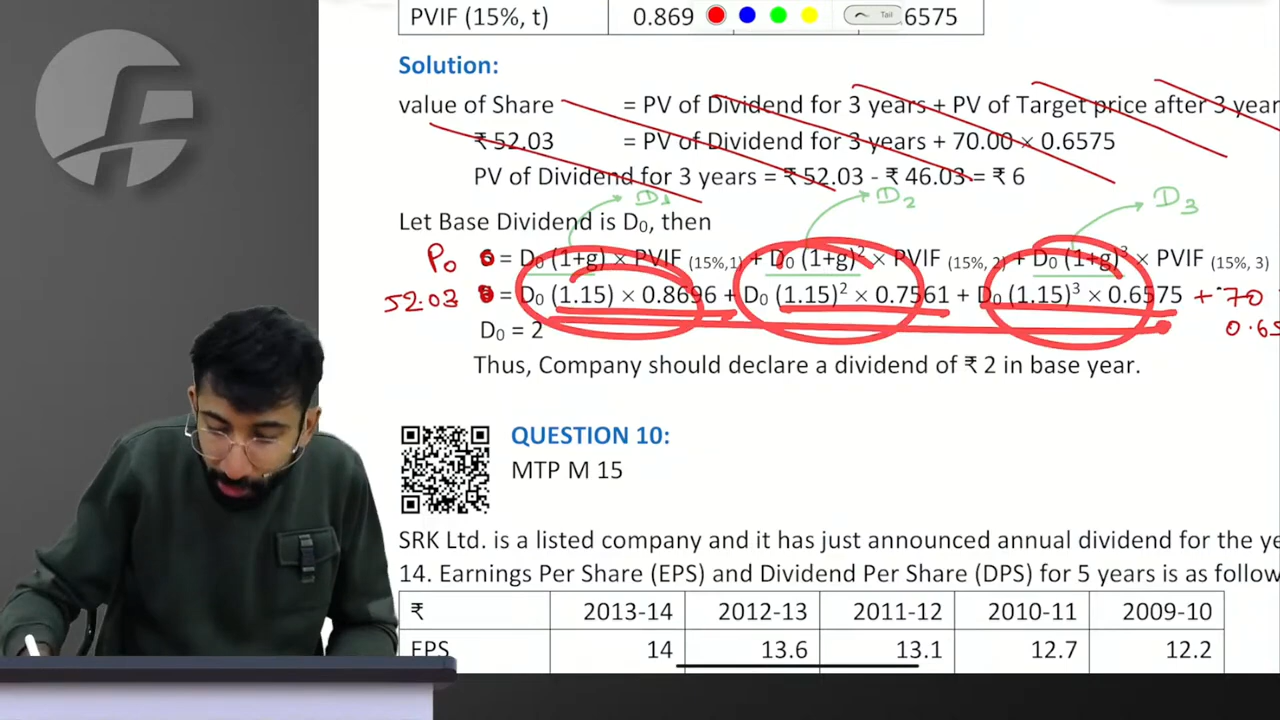 PVIF (15%, t) 0.869 Tail .6575
Solution:
value of Share = PV of Dividend for 3 years + PV of Target price after 3 year
₹ 52.03 = PV of Dividend for 3 years + 70.00 × 0.6575
PV of Dividend for 3 years = ₹ 52.03 - ₹ 46.03 = ₹ 6
D₁ D₂ D₃
Let Base Dividend is D₀, then
P₀ 6 = D₀ (1+g) × PVIF (15%,1) + D₀ (1+g)² × PVIF (15%, 2) + D₀ (1+g)³ × PVIF (15%, 3)
52.03 = D₀ (1.15) × 0.8696 + D₀ (1.15)² × 0.7561 + D₀ (1.15)³ × 0.6575 + 70
D₀ = 2
Thus, Company should declare a dividend of ₹ 2 in base year.
QUESTION 10:
MTP M 15
SRK Ltd. is a listed company and it has just announced annual dividend for the ye
14. Earnings Per Share (EPS) and Dividend Per Share (DPS) for 5 years is as follow
₹ 2013-14 2012-13 2011-12 2010-11 2009-10
EPS 14 13.6 13.1 12.7 12.2